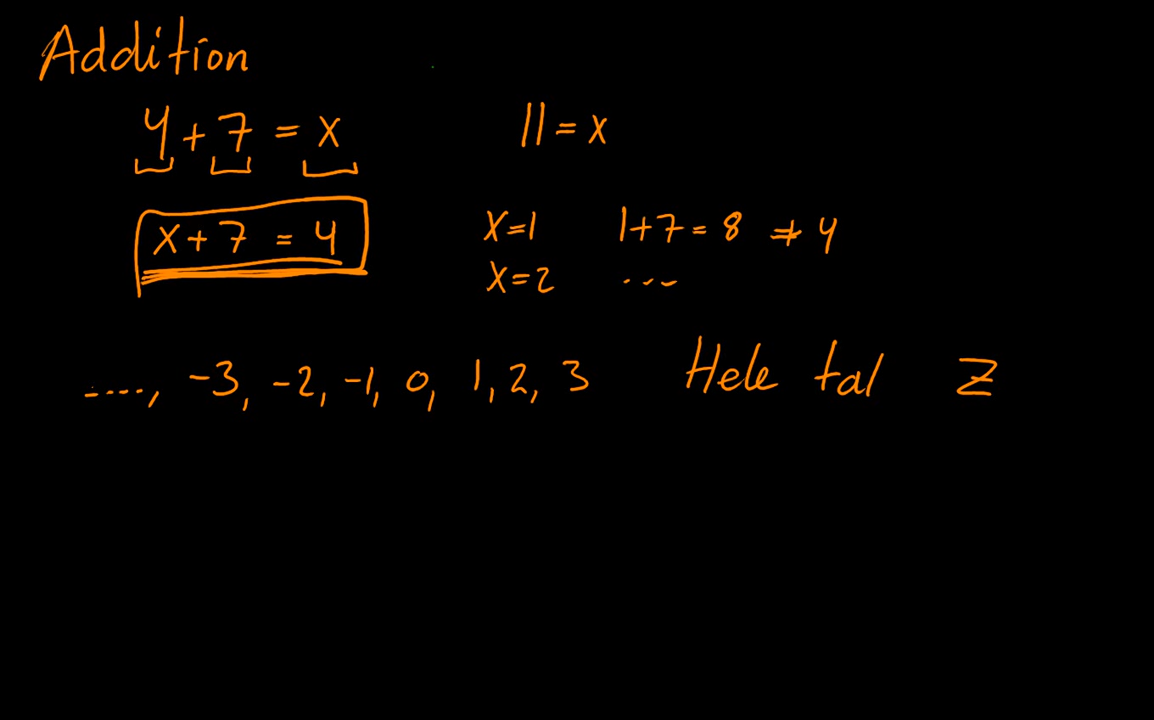 Addition
4 + 7 = x    11 = x
x + 7 = 4    x=1    1+7=8 ≠ 4
x=2    ...
...., -3, -2, -1, 0, 1, 2, 3    Hele tal    Z